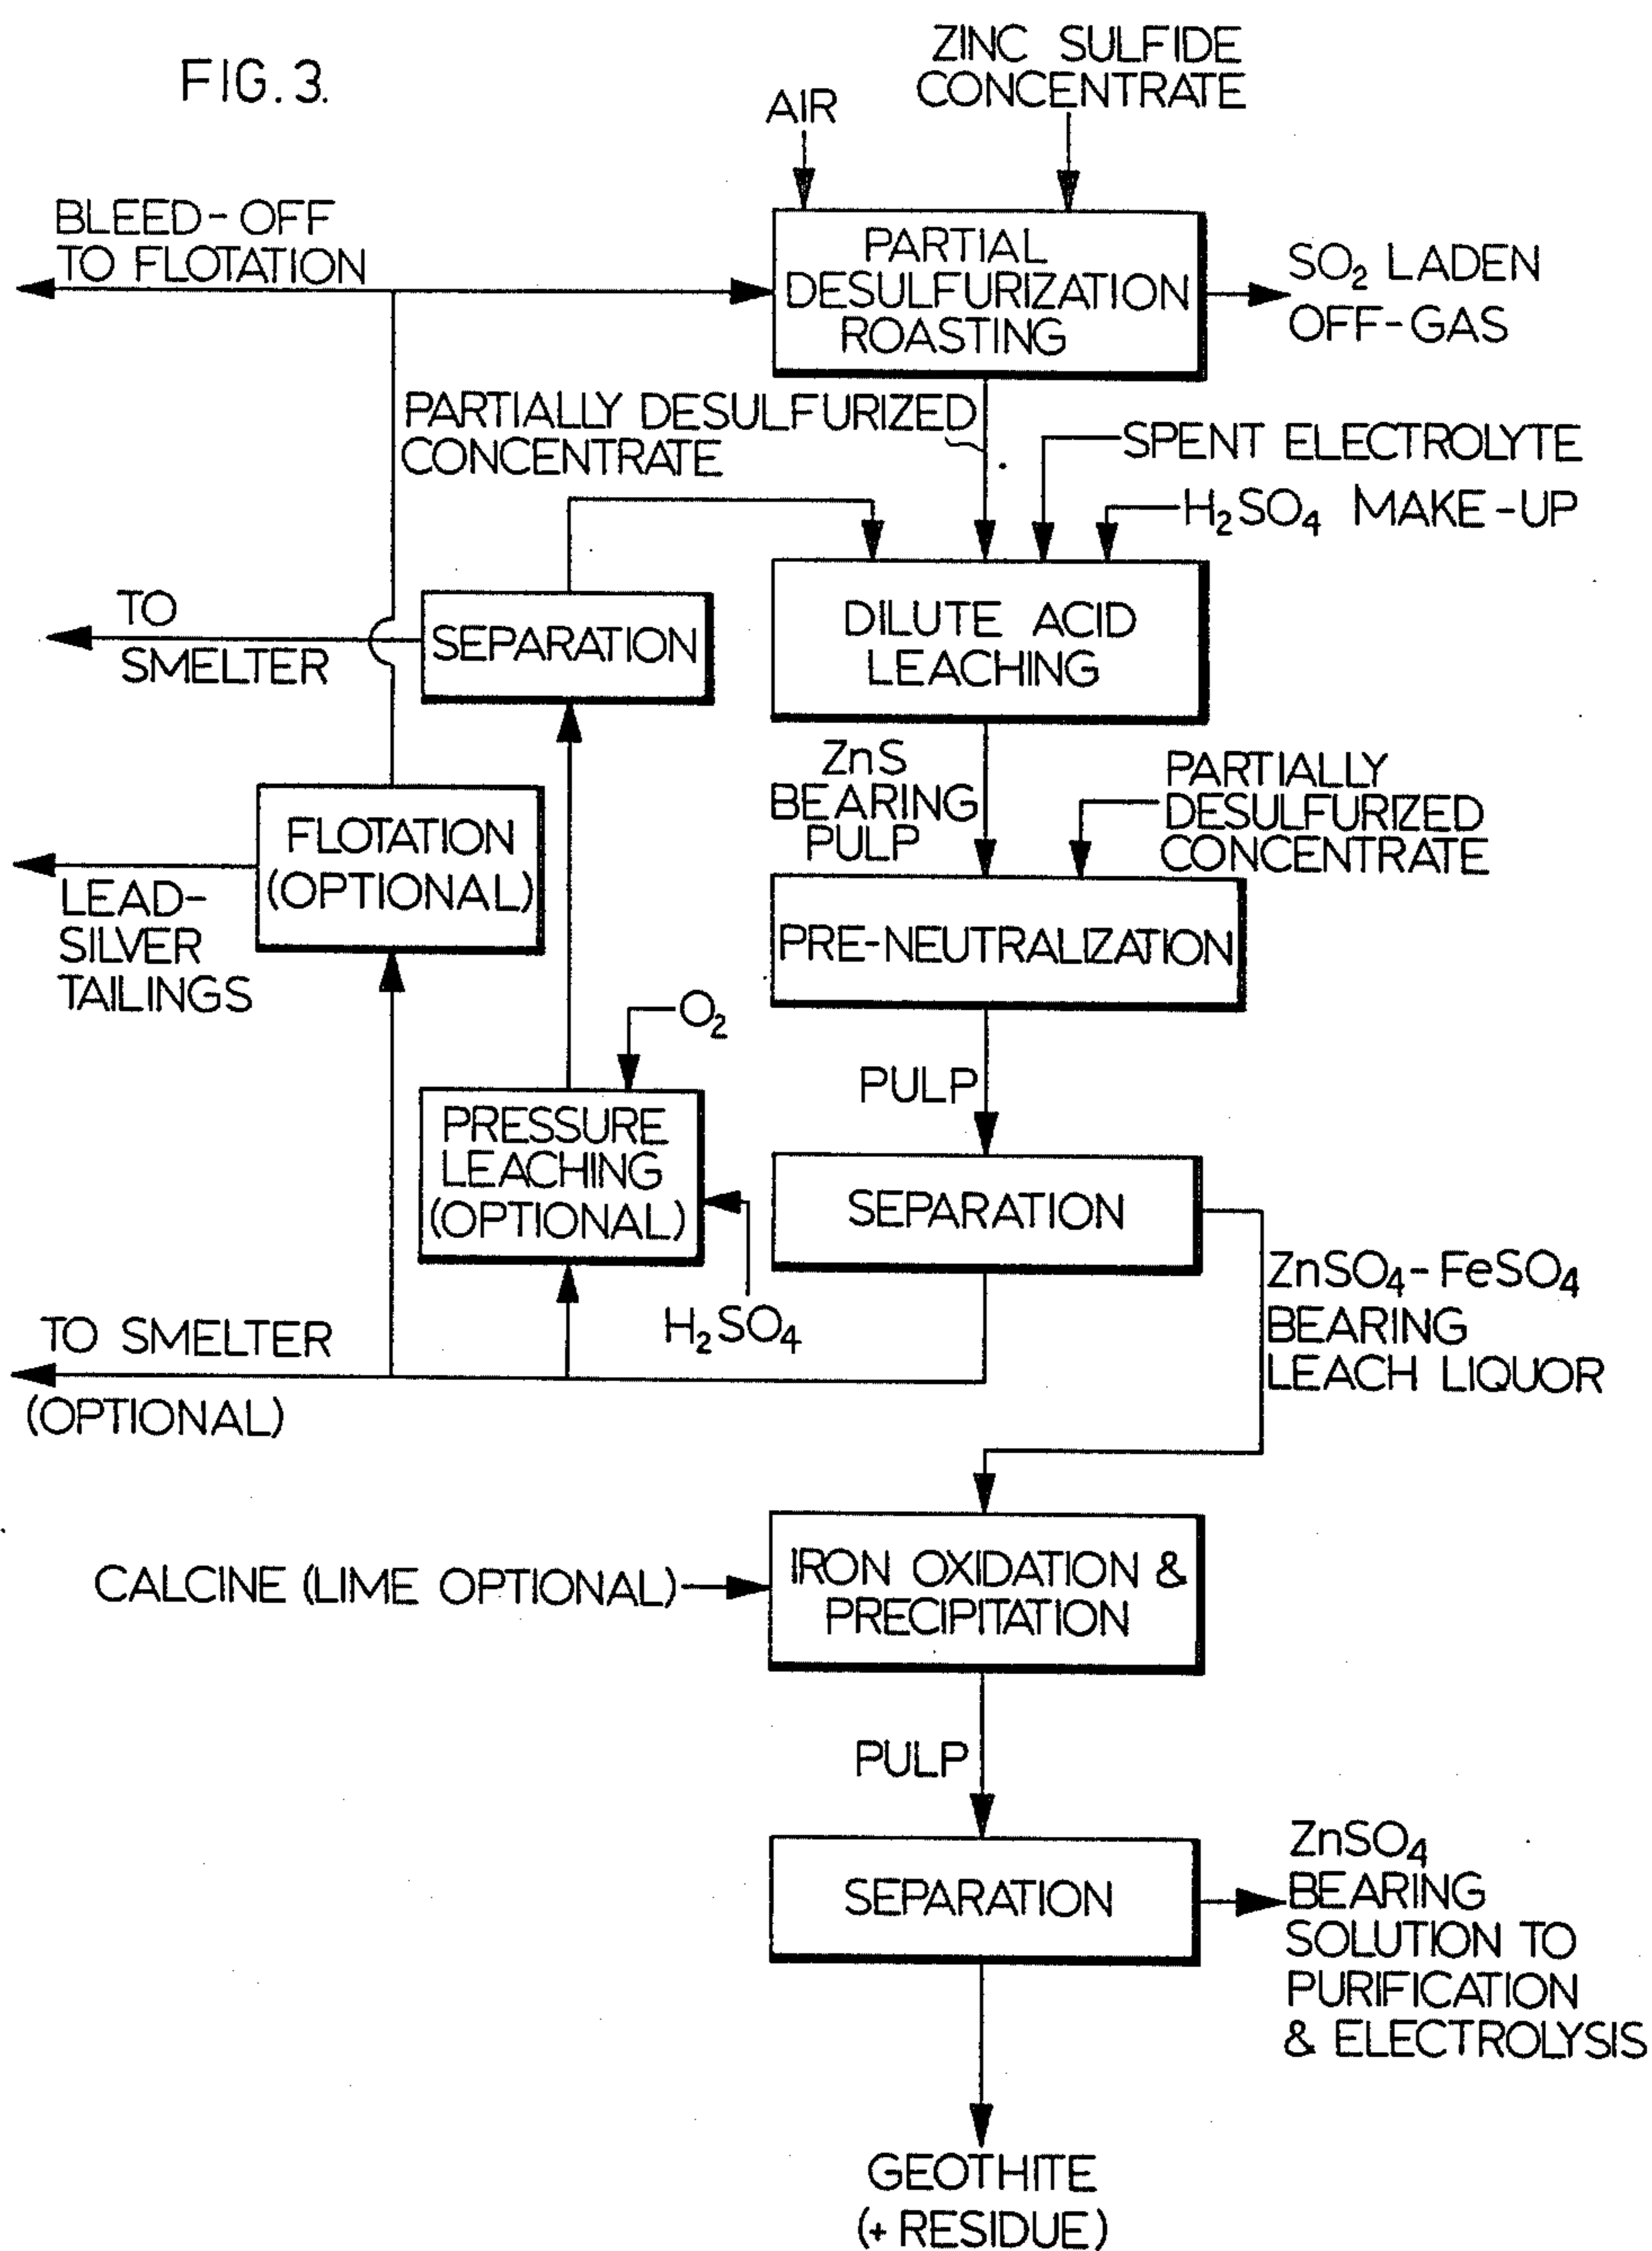 FIG. 3.
ZINC SULFIDE
CONCENTRATE
AIR
BLEED-OFF
TO FLOTATION
PARTIAL
DESULFURIZATION
ROASTING
SO₂ LADEN
OFF-GAS
PARTIALLY DESULFURIZED
CONCENTRATE
SPENT ELECTROLYTE
H₂SO₄ MAKE-UP
TO
SMELTER
SEPARATION
DILUTE ACID
LEACHING
ZnS
BEARING
PULP
PARTIALLY
DESULFURIZED
CONCENTRATE
FLOTATION
(OPTIONAL)
LEAD-
SILVER
TAILINGS
PRE-NEUTRALIZATION
O₂
PULP
PRESSURE
LEACHING
(OPTIONAL)
SEPARATION
H₂SO₄
ZnSO₄-FeSO₄
BEARING
LEACH LIQUOR
TO SMELTER
(OPTIONAL)
CALCINE (LIME OPTIONAL)
IRON OXIDATION &
PRECIPITATION
PULP
SEPARATION
ZnSO₄
BEARING
SOLUTION TO
PURIFICATION
& ELECTROLYSIS
GEOTHITE
(+ RESIDUE)